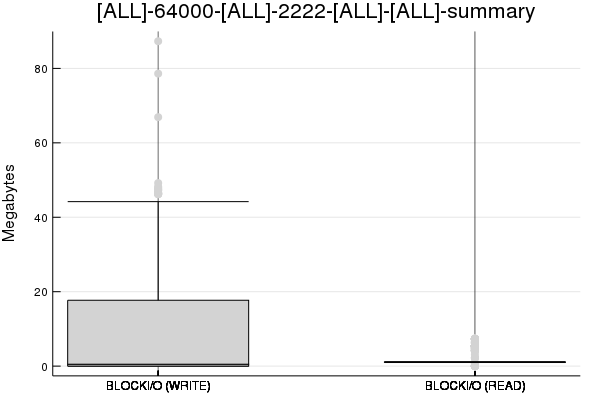 [ALL]-64000-[ALL]-2222-[ALL]-[ALL]-summary
Megabytes
80
60
40
20
0
BLOCKI/O (WRITE)
BLOCKI/O (READ)